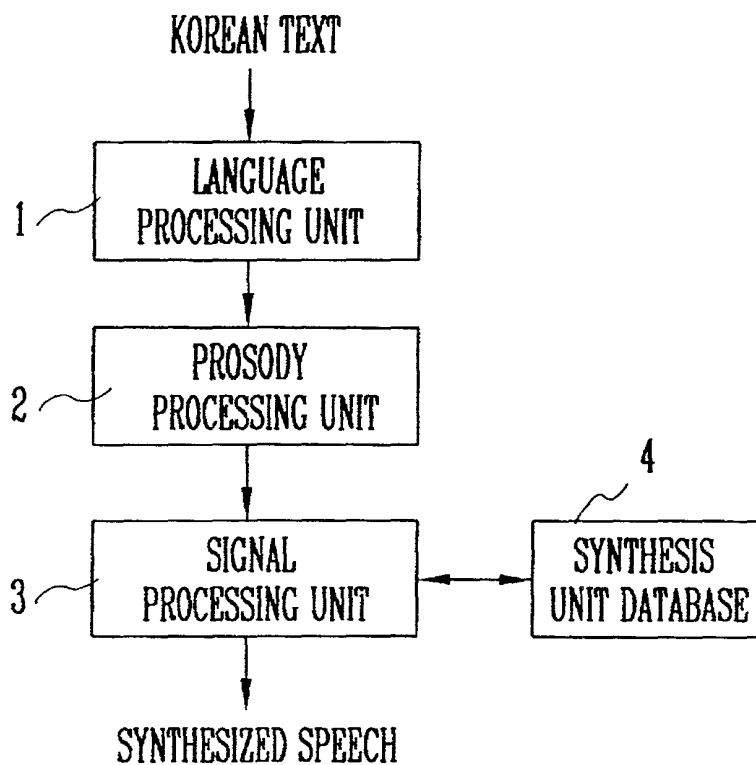 KOREAN TEXT
1
LANGUAGE
PROCESSING UNIT
2
PROSODY
PROCESSING UNIT
3
SIGNAL
PROCESSING UNIT
4
SYNTHESIS
UNIT DATABASE
SYNTHESIZED SPEECH